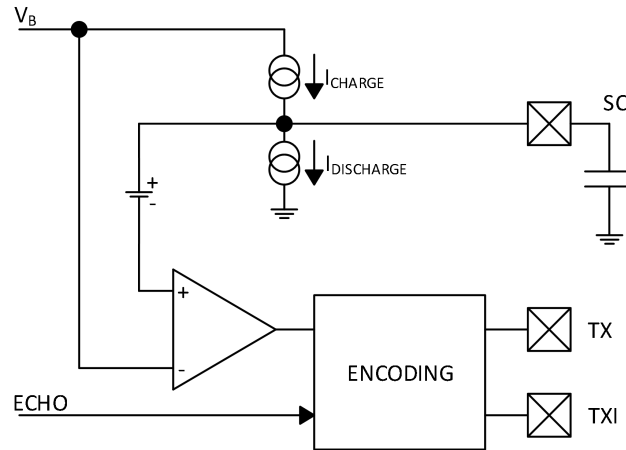 VB
ICHARGE
SC
IDISCHARGE
+
-
+
-
TX
ENCODING
ECHO
TXI